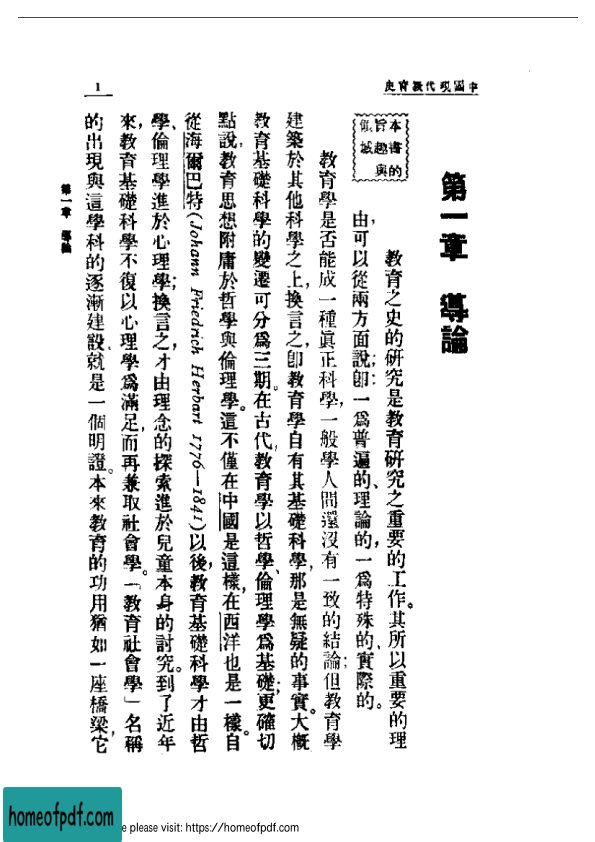 中國現代教育史
1
第一章 導論
本書的
旨趣與
領域
教育之史的研究是教育研究之重要的工作。其所以重要的理
由，可以從兩方面說；卽：一爲普遍的、理論的，一爲特殊的、實際的。
教育學是否能成一種眞正科學，一般學人間還沒有一致的結論；但教育學
建築於其他科學之上，換言之，卽教育學自有其基礎科學，那是無疑的事實。大槪
教育基礎科學的變遷可分爲三期。在古代，教育學以哲學、倫理學爲基礎；更確切
點說，教育思想附庸於哲學與倫理學。這不僅在中國是這樣，在西洋也是一樣。自
從海爾巴特(Johann Friedrich Herbart 1776—1841)以後，教育基礎科學才由哲
學、倫理學進於心理學；換言之，才由理念的探索進於兒童本身的討究。到了近年
來，教育基礎科學不復以心理學爲滿足，而再兼取社會學。「教育社會學」名稱
的出現與這學科的逐漸建設，就是一個明證。本來教育的功用猶如一座橋梁，它
第一章 導論
homeofpdf.com
e please visit: https://homeofpdf.com